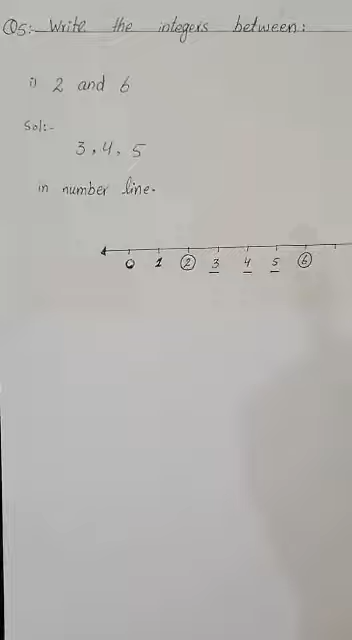 Q5:- Write the integers between:
i) 2 and 6
Sol:-
3, 4, 5
in number line.
0 1 2 3 4 5 6